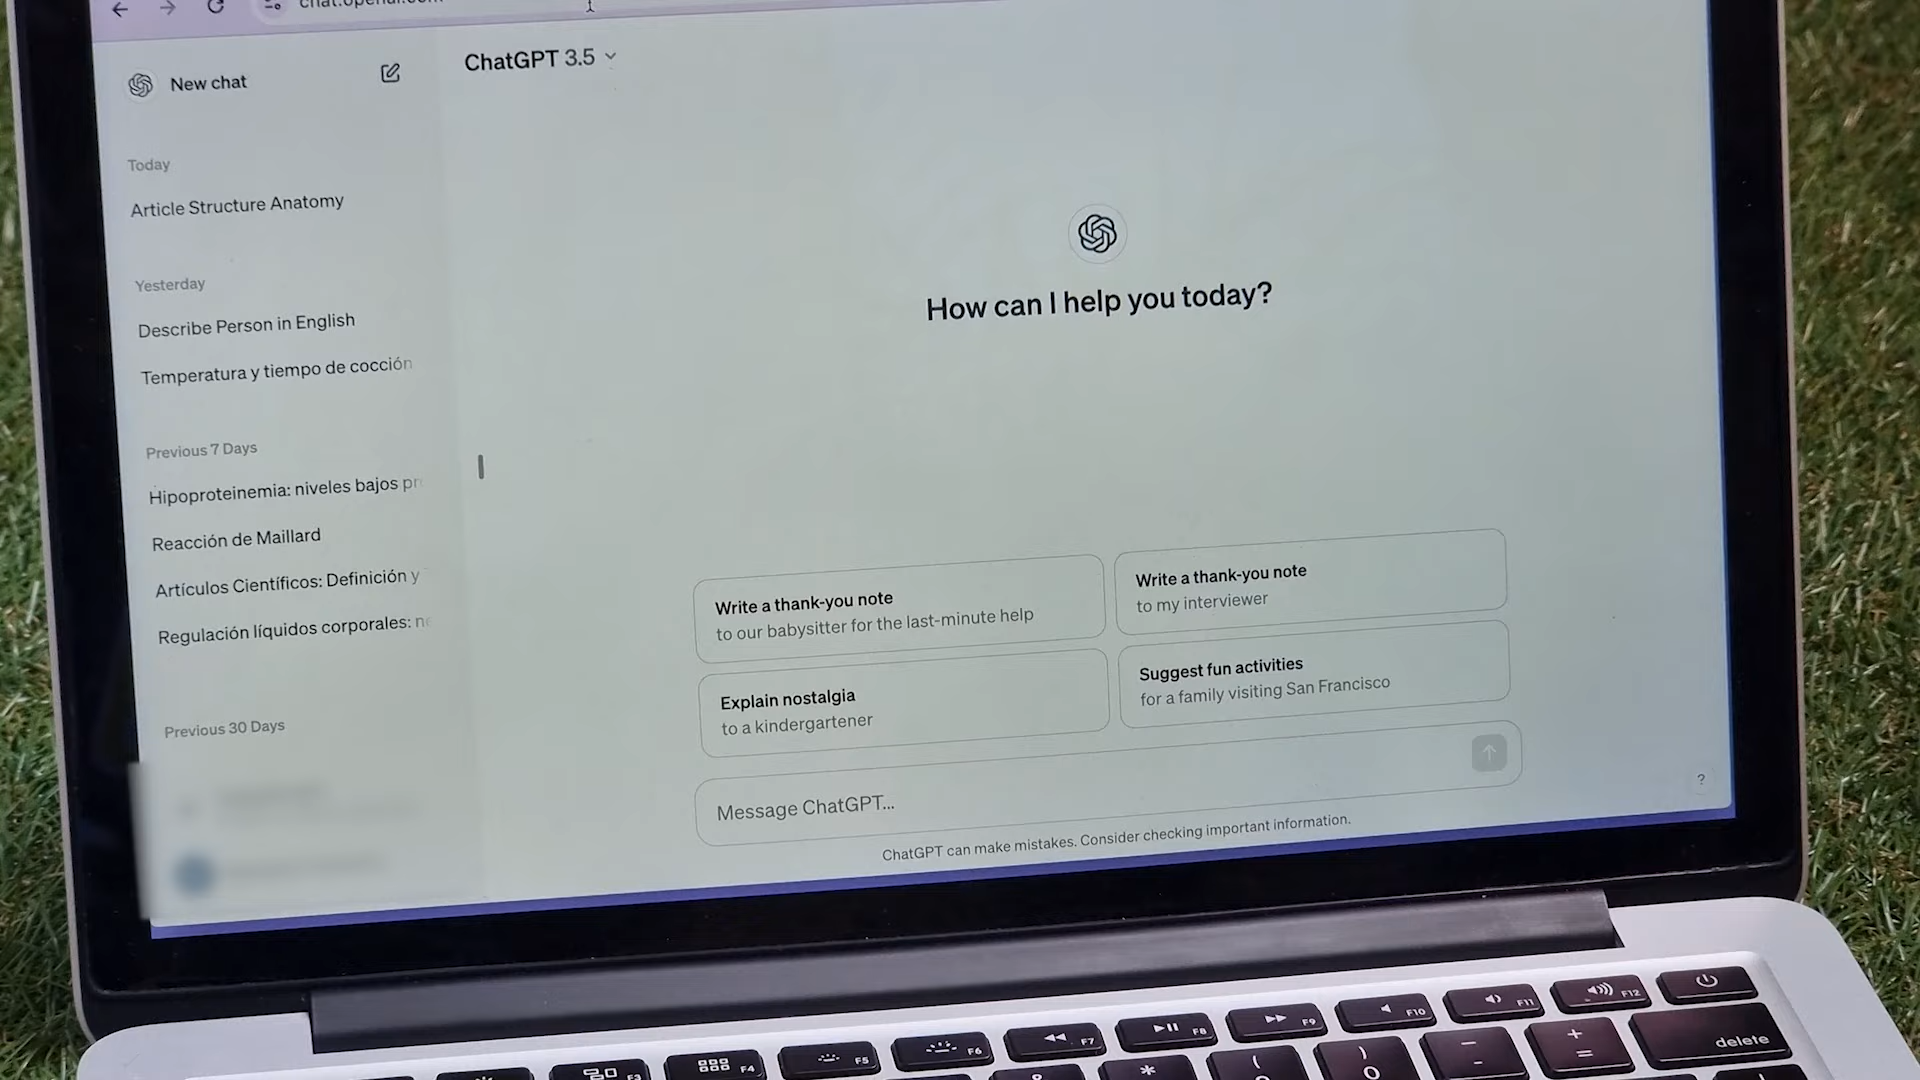 New chat
ChatGPT 3.5
Today
Article Structure Anatomy
Yesterday
Describe Person in English
Temperatura y tiempo de cocción
Previous 7 Days
Hipoproteinemia: niveles bajos
Reacción de Maillard
Artículos Científicos: Definición y
Regulación líquidos corporales:
Previous 30 Days
How can I help you today?
Write a thank-you note
to our babysitter for the last-minute help
Write a thank-you note
to my interviewer
Explain nostalgia
to a kindergartener
Suggest fun activities
for a family visiting San Francisco
Message ChatGPT...
ChatGPT can make mistakes. Consider checking important information.
?
F3
F4
F5
F6
F7
F8
F9
F10
F11
F12
delete